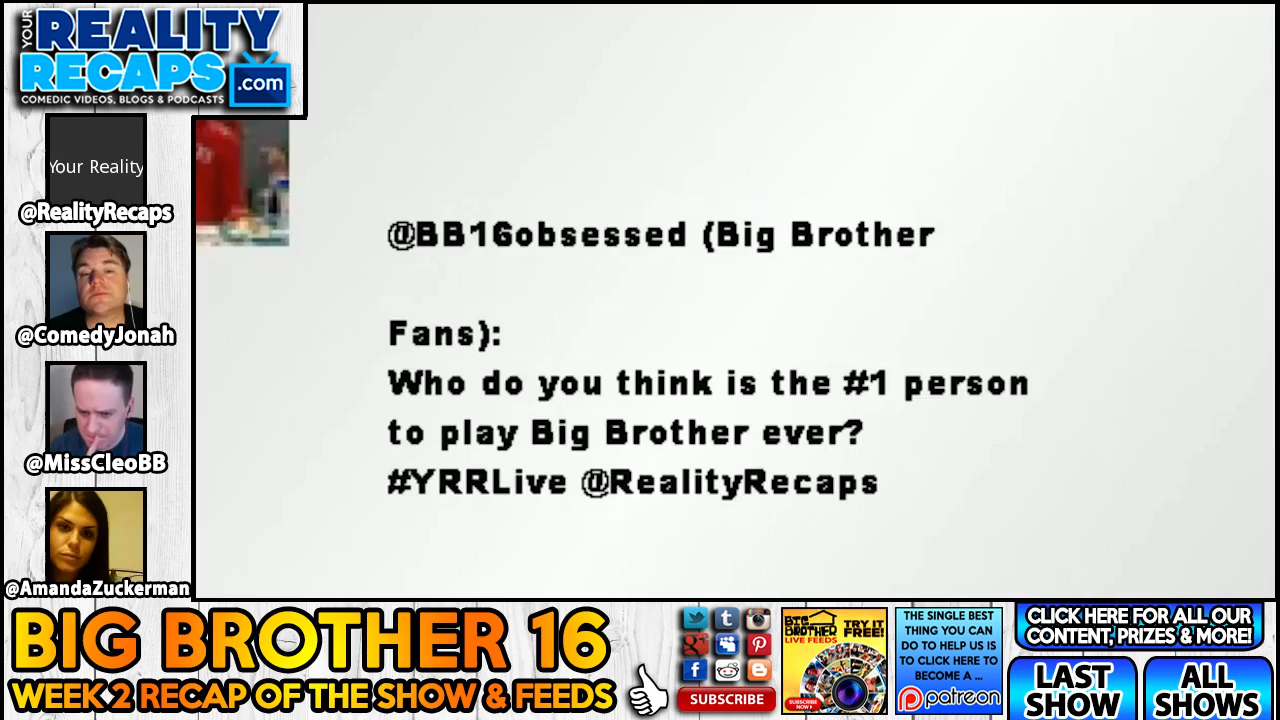 YOUR REALITY
RECAPS
.com
COMEDIC VIDEOS, BLOGS & PODCASTS
Your Reality
@RealityRecaps
@ComedyJonah
@MissCleoBB
@AmandaZuckerman
@BB16obsessed (Big Brother
Fans):
Who do you think is the #1 person
to play Big Brother ever?
#YRRLive @RealityRecaps
BIG BROTHER 16
WEEK 2 RECAP OF THE SHOW & FEEDS
SUBSCRIBE
BIG
BROTHER
LIVE FEEDS
TRY IT
FREE!
SUBSCRIBE
NOW
THE SINGLE BEST
THING YOU CAN
DO TO HELP US IS
TO CLICK HERE TO
BECOME A ...
patreon
CLICK HERE FOR ALL OUR
CONTENT, PRIZES & MORE!
LAST
SHOW
ALL
SHOWS